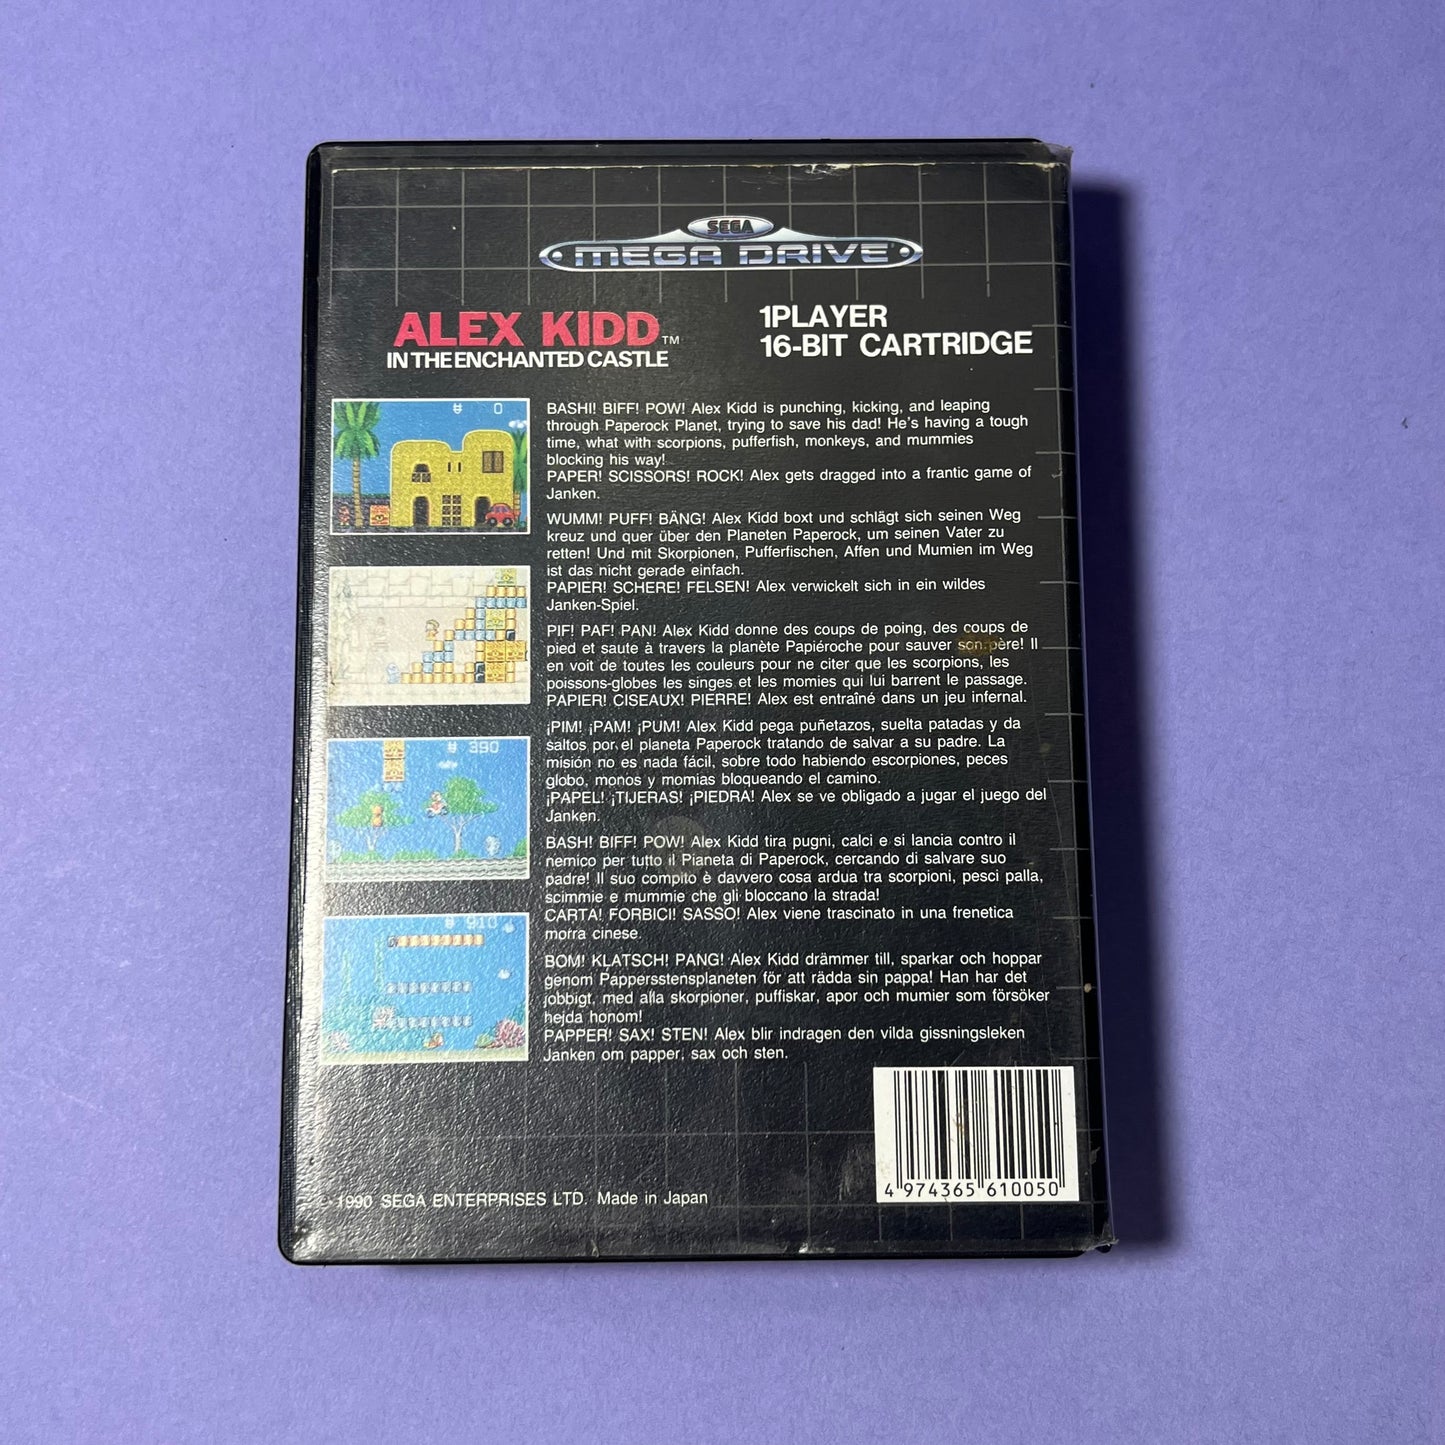 SEGA
MEGA DRIVE
ALEX KIDD™
IN THE ENCHANTED CASTLE
1PLAYER
16-BIT CARTRIDGE
0
BASHI! BIFF! POW! Alex Kidd is punching, kicking, and leaping
through Paperock Planet, trying to save his dad! He's having a tough
time, what with scorpions, pufferfish, monkeys, and mummies
blocking his way!
PAPER! SCISSORS! ROCK! Alex gets dragged into a frantic game of
Janken.
WUMM! PUFF! BÄNG! Alex Kidd boxt und schlägt sich seinen Weg
kreuz und quer über den Planeten Paperock, um seinen Vater zu
retten! Und mit Skorpionen, Pufferfischen, Affen und Mumien im Weg
ist das nicht gerade einfach.
PAPIER! SCHERE! FELSEN! Alex verwickelt sich in ein wildes
Janken-Spiel.
PIF! PAF! PAN! Alex Kidd donne des coups de poing, des coups de
pied et saute à travers la planète Papiéroche pour sauver son père! Il
en voit de toutes les couleurs pour ne citer que les scorpions, les
poissons-globes les singes et les momies qui lui barrent le passage.
PAPIER! CISEAUX! PIERRE! Alex est entraîné dans un jeu infernal.
390
¡PIM! ¡PAM! ¡PUM! Alex Kidd pega puñetazos, suelta patadas y da
saltos por el planeta Paperock tratando de salvar a su padre. La
misión no es nada fácil, sobre todo habiendo escorpiones, peces
globo, monos y momias bloqueando el camino.
¡PAPEL! ¡TIJERAS! ¡PIEDRA! Alex se ve obligado a jugar el juego del
Janken.
BASH! BIFF! POW! Alex Kidd tira pugni, calci e si lancia contro il
nemico per tutto il Pianeta di Paperock, cercando di salvare suo
padre! Il suo compito è davvero cosa ardua tra scorpioni, pesci palla,
scimmie e mummie che gli bloccano la strada!
CARTA! FORBICI! SASSO! Alex viene trascinato in una frenetica
morra cinese.
910
BOM! KLATSCH! PANG! Alex Kidd drämmer till, sparkar och hoppar
genom Pappersstensplaneten för att rädda sin pappa! Han har det
jobbigt, med alla skorpioner, puffiskar, apor och mumier som försöker
hejda honom!
PAPPER! SAX! STEN! Alex blir indragen den vilda gissningsleken
Janken om papper, sax och sten.
4 974365 610050
1990 SEGA ENTERPRISES LTD. Made in Japan